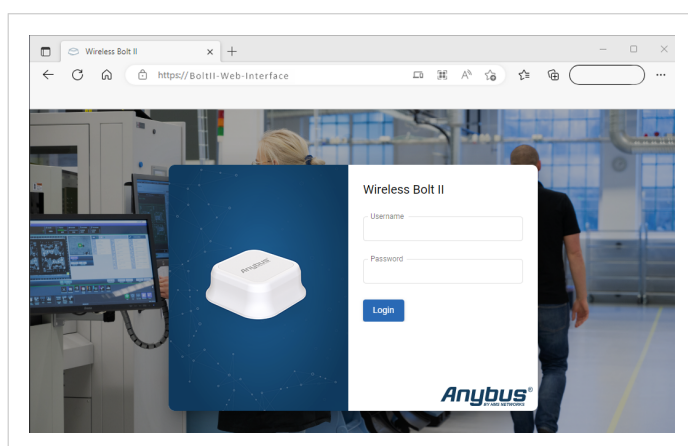 Wireless Bolt II
https://BoltII-Web-Interface
Wireless Bolt II
Username
Password
Login
Anybus
Anybus®
BY HMS NETWORKS